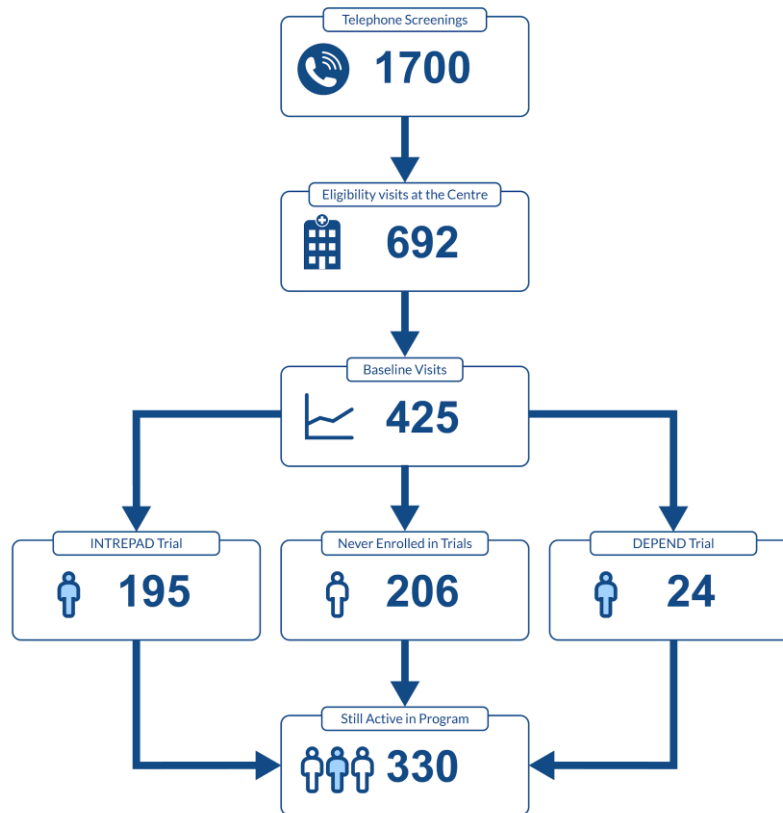 Telephone Screenings
1700
Eligibility visits at the Centre
692
Baseline Visits
425
INTREPAD Trial
195
Never Enrolled in Trials
206
DEPEND Trial
24
Still Active in Program
330